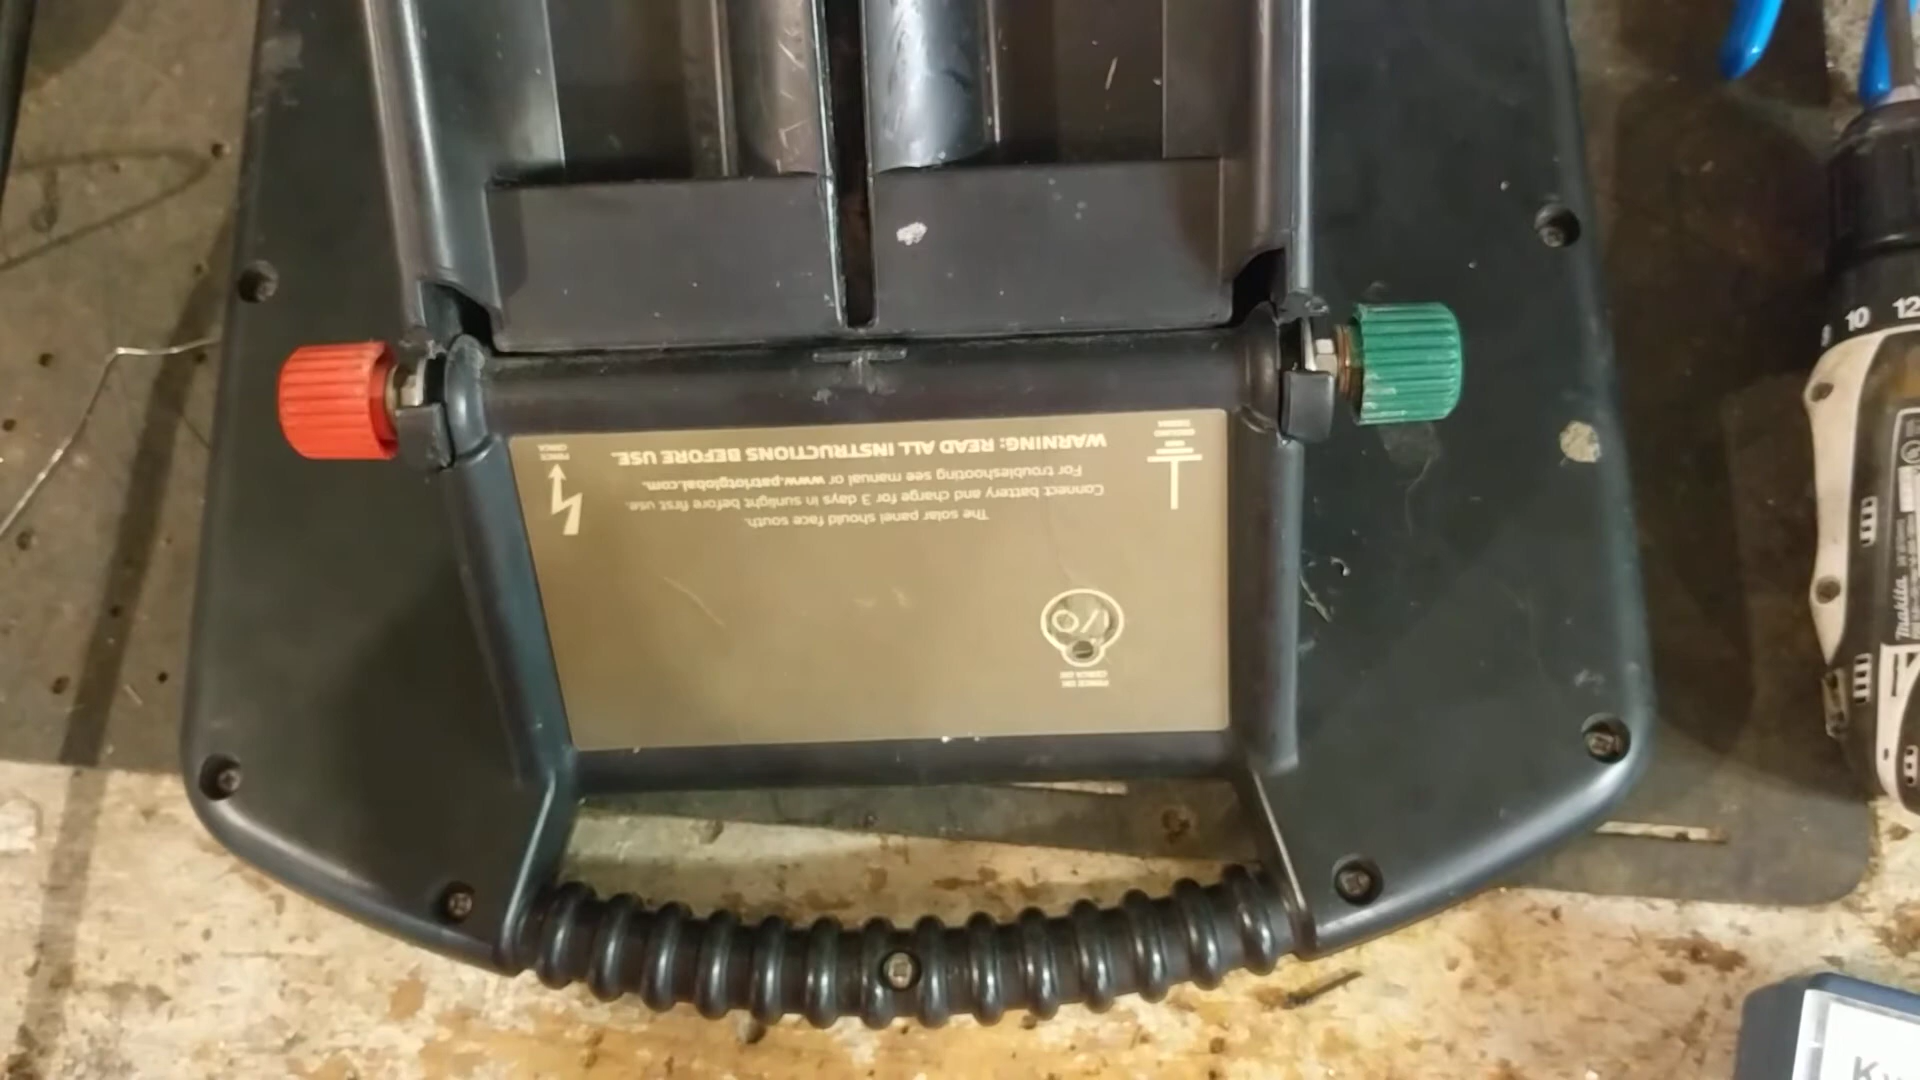 WARNING: READ ALL INSTRUCTIONS BEFORE USE.
For troubleshooting see manual or www.patriotglobal.com.
Connect battery and charge for 3 days in sunlight before first use.
The solar panel should face south.
I/O
10 12
makita